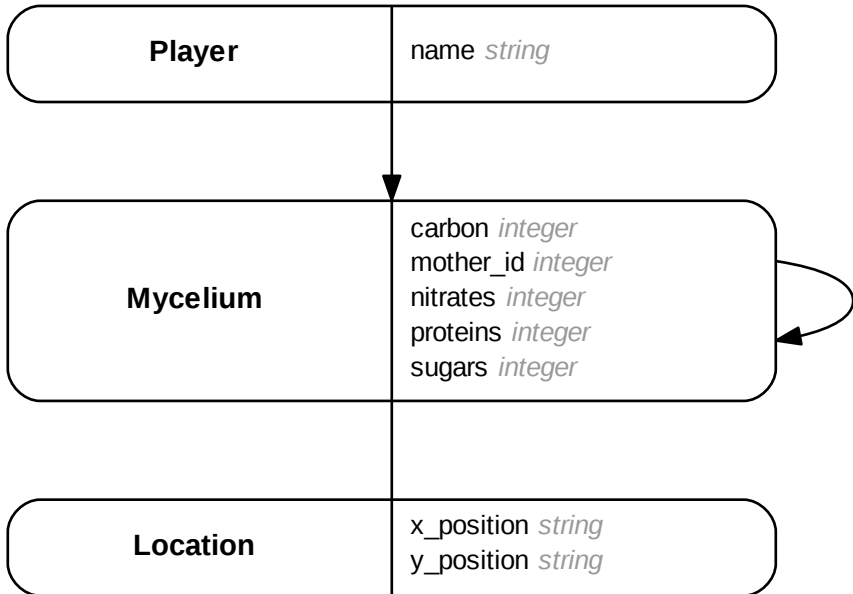 Player
name string
Mycelium
carbon integer
mother_id integer
nitrates integer
proteins integer
sugars integer
Location
x_position string
y_position string